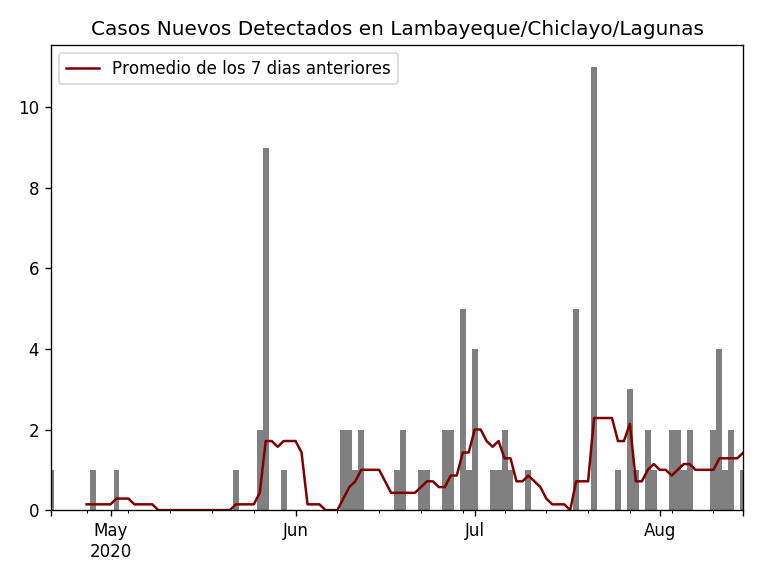 Casos Nuevos Detectados en Lambayeque/Chiclayo/Lagunas
Promedio de los 7 dias anteriores
10
8
6
4
2
0
May Jun Jul Aug
2020